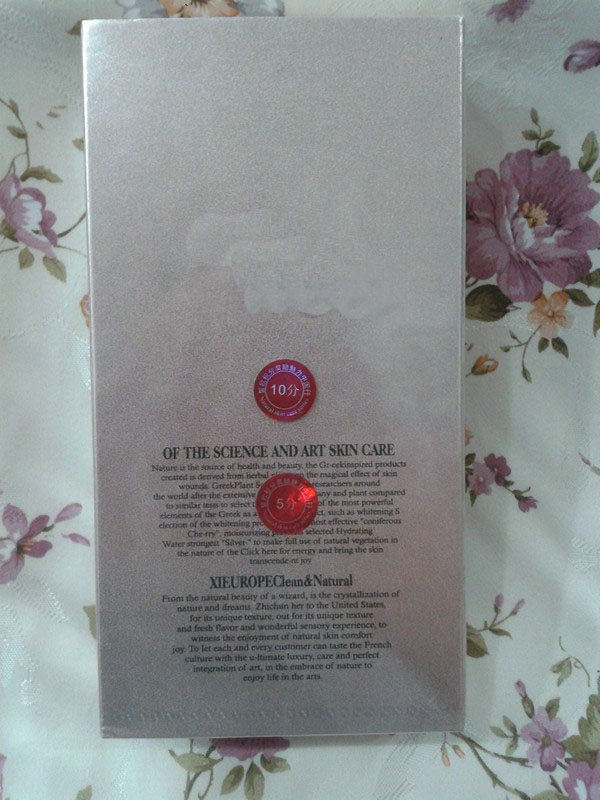 10分
OF THE SCIENCE AND ART SKIN CARE
Nature is the source of health and beauty, the Gr-eekinspired products
created is derived from herbal the magical effect of skin
wounds. GreekPlant researchers around
the world after the extensive any and plant compared
to similar tests to select of the most powerful
elements of the Greek as a such as whitening S
5分
election of the whitening most effective "coniferous
Che-ry" moisturizing selected Hydrating
Water strongest "Silver-" to make full use of natural vegetation in
the nature of the Click here for energy and bring the skin
transcende-nt joy
XIEUROPEClean&Natural
From the natural beauty of a wizard, is the crystallization of
nature and dreams, Zhichun her to the United States,
for its unique texture, out for its unique texture
and fresh flavor and wonderful sensory experience, to
witness the enjoyment of natural skin comfort
joy. To let each and every customer can taste the French
culture with the u-ltimate luxury, care and perfect
integration of art, in the embrace of nature to
enjoy life in the arts.